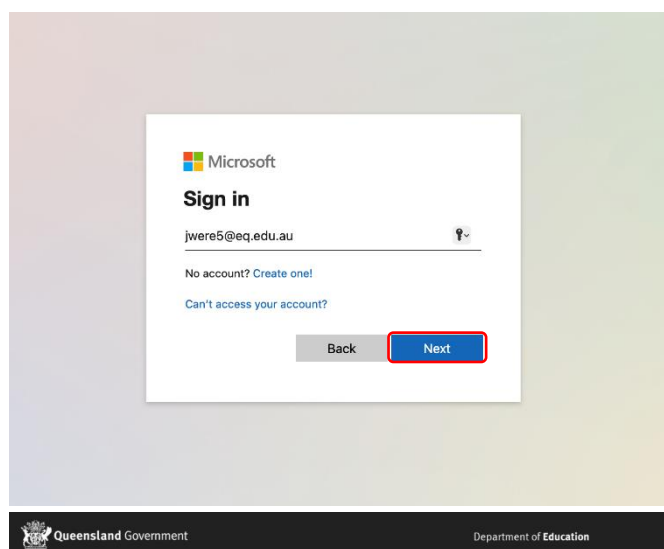 Microsoft
Sign in
jwere5@eq.edu.au
No account? Create one!
Can't access your account?
Back Next
Queensland Government Department of Education